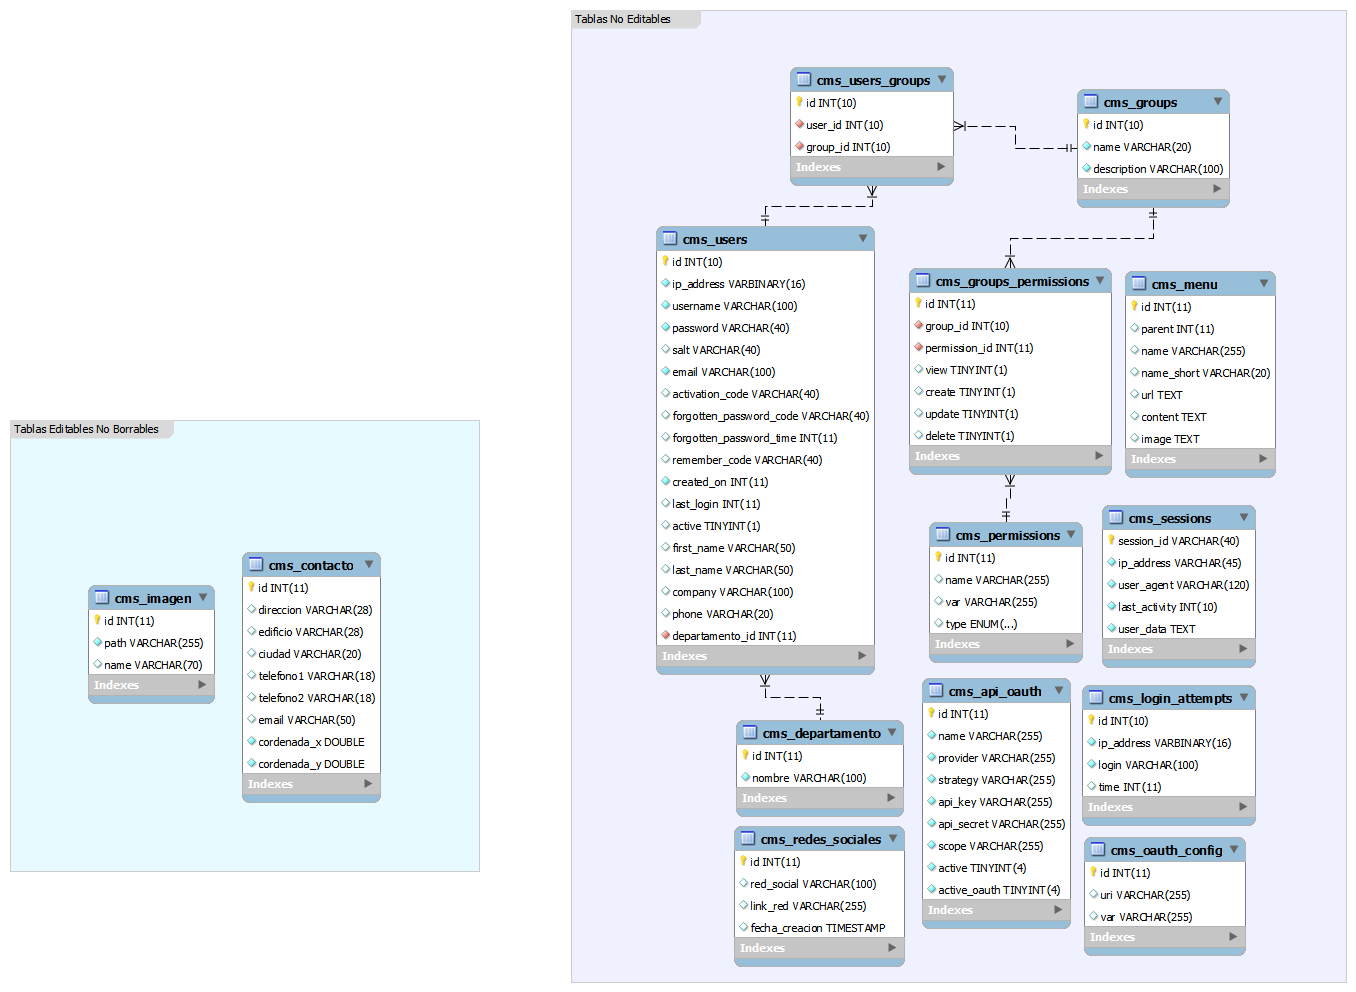 Tablas No Editables
cms_users_groups
id INT(10)
user_id INT(10)
group_id INT(10)
Indexes
cms_groups
id INT(10)
name VARCHAR(20)
description VARCHAR(100)
Indexes
cms_users
id INT(10)
ip_address VARBINARY(16)
username VARCHAR(100)
password VARCHAR(40)
salt VARCHAR(40)
email VARCHAR(100)
activation_code VARCHAR(40)
forgotten_password_code VARCHAR(40)
forgotten_password_time INT(11)
remember_code VARCHAR(40)
created_on INT(11)
last_login INT(11)
active TINYINT(1)
first_name VARCHAR(50)
last_name VARCHAR(50)
company VARCHAR(100)
phone VARCHAR(20)
departamento_id INT(11)
Indexes
cms_groups_permissions
id INT(11)
group_id INT(10)
permission_id INT(11)
view TINYINT(1)
create TINYINT(1)
update TINYINT(1)
delete TINYINT(1)
Indexes
cms_menu
id INT(11)
parent INT(11)
name VARCHAR(255)
name_short VARCHAR(20)
url TEXT
content TEXT
image TEXT
Indexes
cms_permissions
id INT(11)
name VARCHAR(255)
var VARCHAR(255)
type ENUM(...)
Indexes
cms_sessions
session_id VARCHAR(40)
ip_address VARCHAR(45)
user_agent VARCHAR(120)
last_activity INT(10)
user_data TEXT
Indexes
cms_departamento
id INT(11)
nombre VARCHAR(100)
Indexes
cms_api_oauth
id INT(11)
name VARCHAR(255)
provider VARCHAR(255)
strategy VARCHAR(255)
api_key VARCHAR(255)
api_secret VARCHAR(255)
scope VARCHAR(255)
active TINYINT(4)
active_oauth TINYINT(4)
Indexes
cms_login_attempts
id INT(10)
ip_address VARBINARY(16)
login VARCHAR(100)
time INT(11)
Indexes
cms_redes_sociales
id INT(11)
red_social VARCHAR(100)
link_red VARCHAR(255)
fecha_creacion TIMESTAMP
Indexes
cms_oauth_config
id INT(11)
uri VARCHAR(255)
var VARCHAR(255)
Indexes
Tablas Editables No Borrables
cms_imagen
id INT(11)
path VARCHAR(255)
name VARCHAR(70)
Indexes
cms_contacto
id INT(11)
direccion VARCHAR(28)
edificio VARCHAR(28)
ciudad VARCHAR(20)
telefono1 VARCHAR(18)
telefono2 VARCHAR(18)
email VARCHAR(50)
cordenada_x DOUBLE
cordenada_y DOUBLE
Indexes